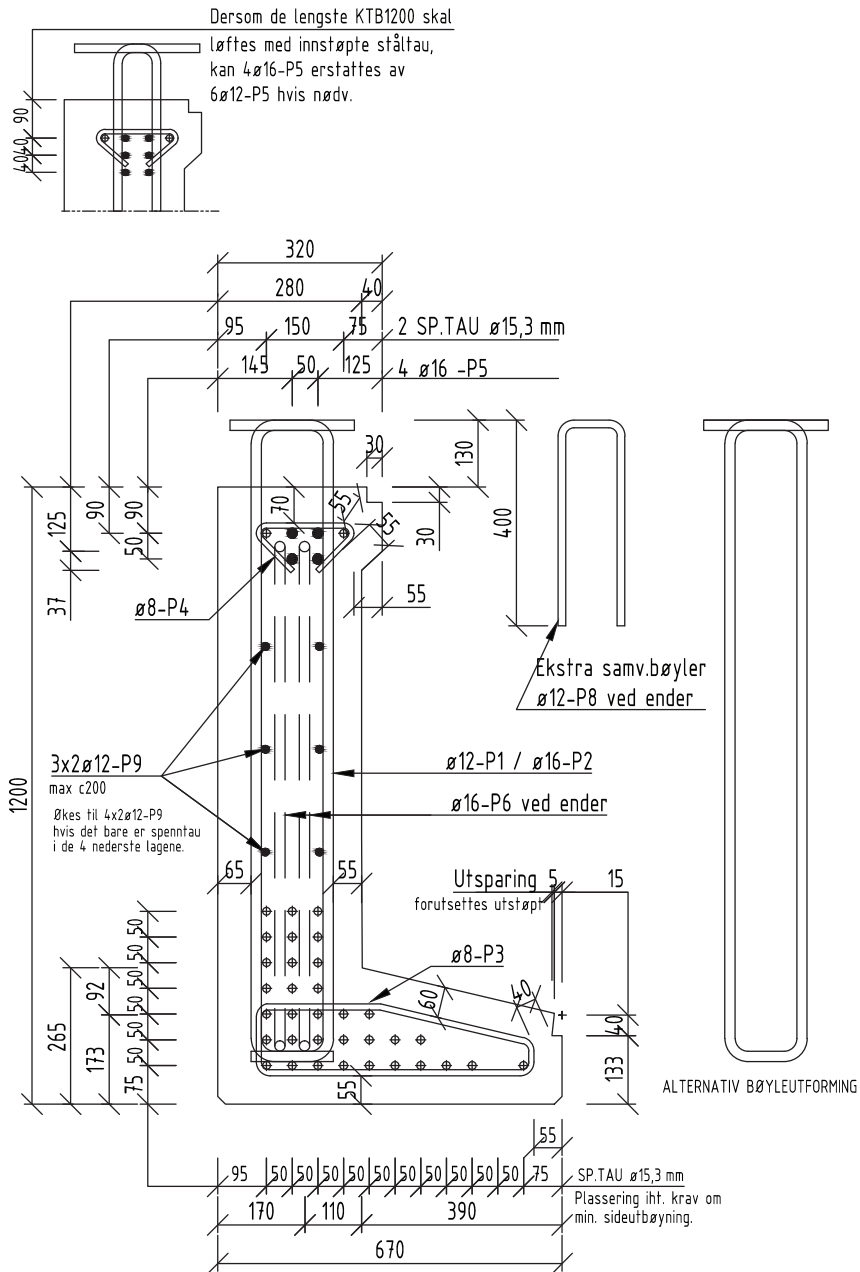 Dersom de lengste KTB1200 skal
løftes med innstøpte ståltau,
kan 4ø16-P5 erstattes av
6ø12-P5 hvis nødv.
90
40
40
320
280
40
95
150
75
2 SP.TAU ø15,3 mm
145
50
125
4 ø16 -P5
30
130
400
125
90
90
50
37
70
55
55
30
55
ø8-P4
Ekstra samv.bøyler
ø12-P8 ved ender
3x2ø12-P9
max c200
Økes til 4x2ø12-P9
hvis det bare er spenntau
i de 4 nederste lagene.
ø12-P1 / ø16-P2
ø16-P6 ved ender
1200
65
55
Utsparing
5
15
forutsettes utstøpt
50
50
50
50
50
50
75
92
173
265
ø8-P3
60
40
40
133
55
ALTERNATIV BØYLEUTFORMING
55
95
50
50
50
50
50
50
50
50
50
50
75
SP.TAU ø15,3 mm
Plassering iht. krav om
min. sideutbøyning.
170
110
390
670